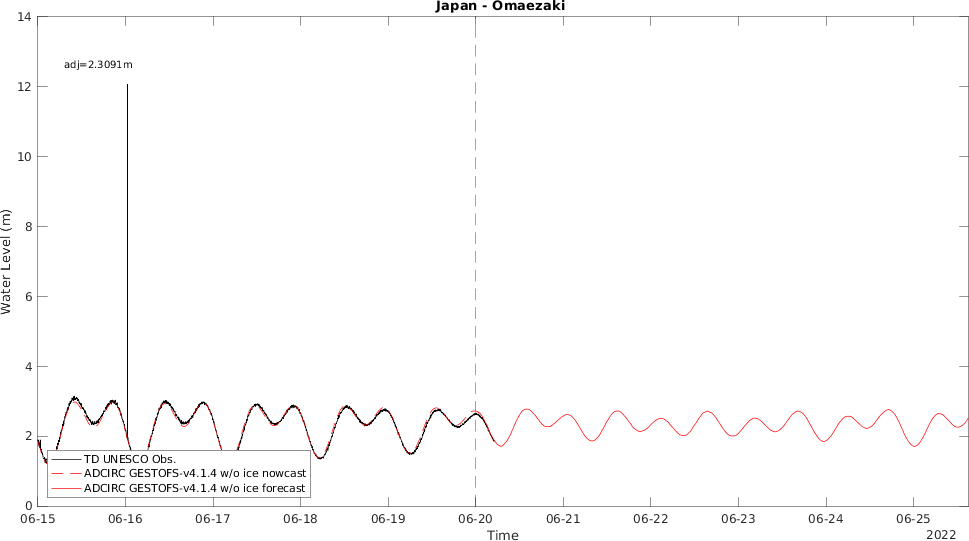 Japan - Omaezaki
adj=2.3091m
Water Level (m)
14
12
10
8
6
4
2
0
TD UNESCO Obs.
ADCIRC GESTOFS-v4.1.4 w/o ice nowcast
ADCIRC GESTOFS-v4.1.4 w/o ice forecast
06-15 06-16 06-17 06-18 06-19 06-20 06-21 06-22 06-23 06-24 06-25
Time
2022